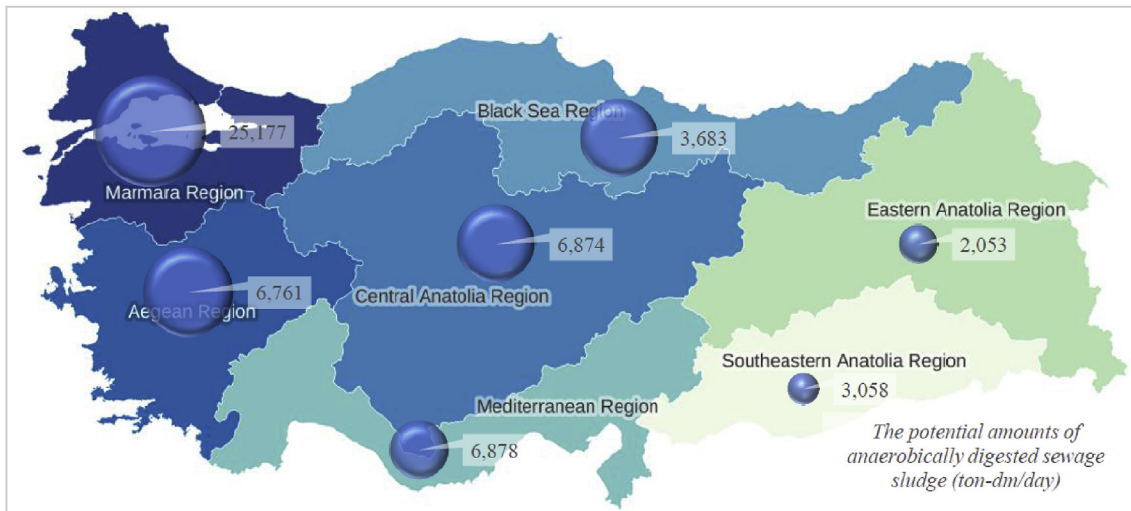 Black Sea Region
3,683
25,177
Marmara Region
Eastern Anatolia Region
2,053
6,874
Central Anatolia Region
6,761
Aegean Region
Southeastern Anatolia Region
3,058
Mediterranean Region
6,878
The potential amounts of
anaerobically digested sewage
sludge (ton-dm/day)